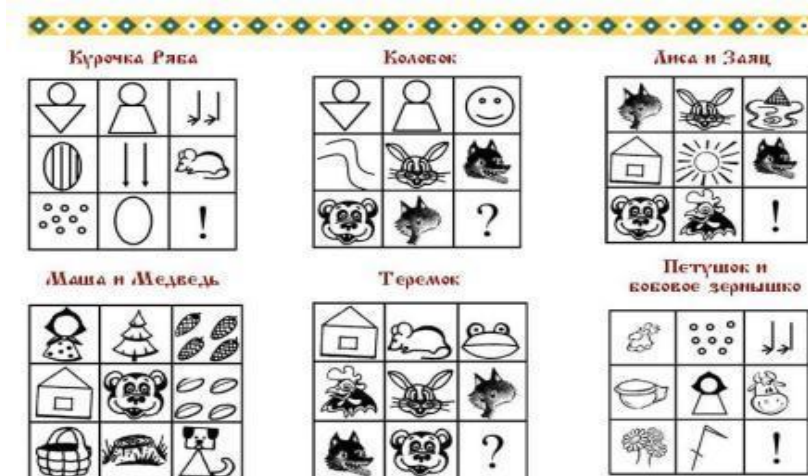 Курочка Ряба
Колобок
Лиса и Заяц
?
!
!
Маша и Медведь
Теремок
Петушок и
бобовое зернышко
?
!